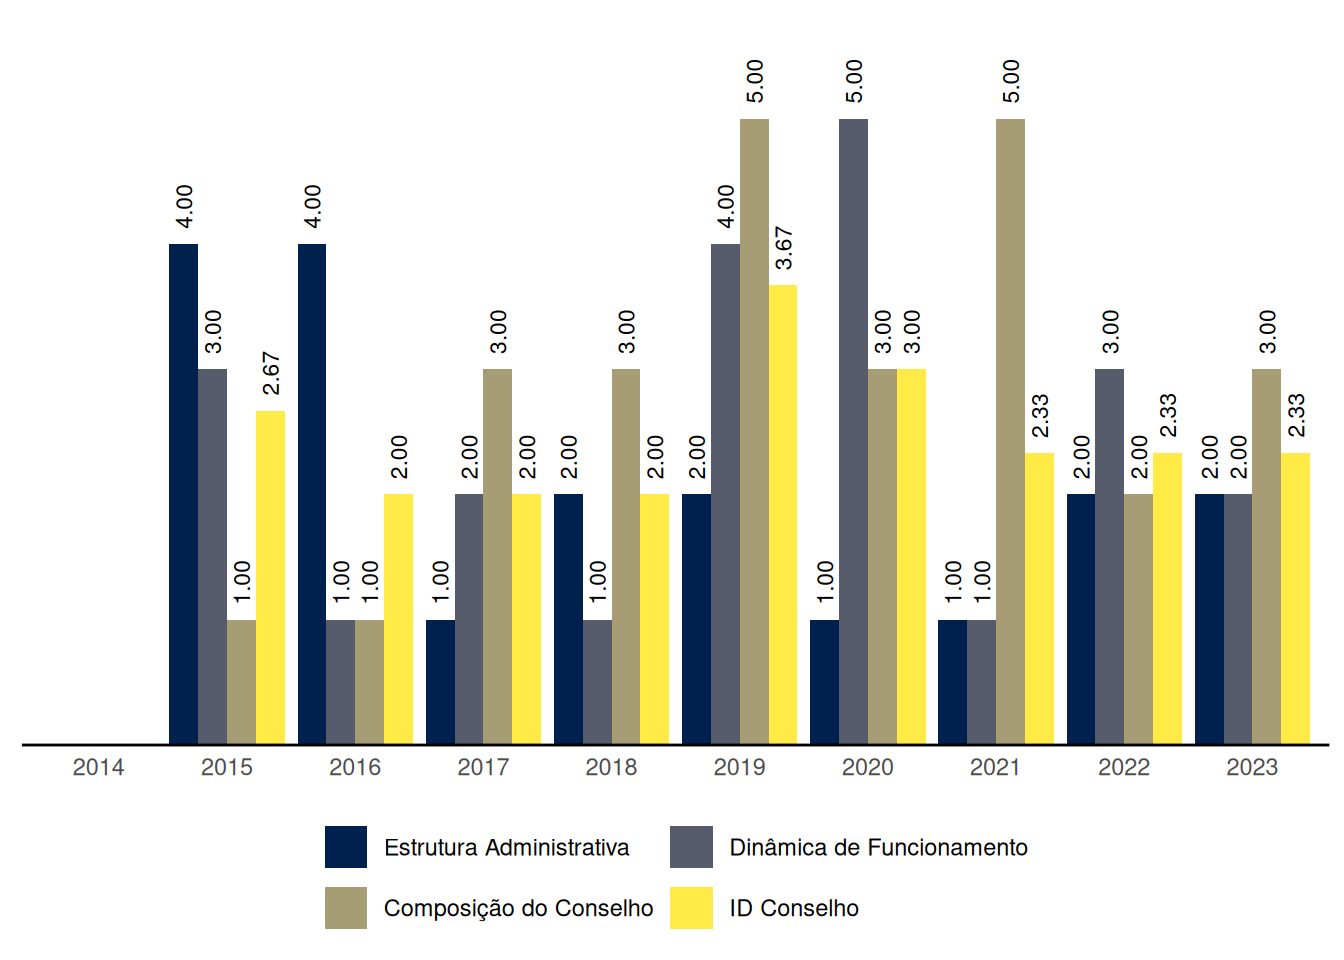 4.00 3.00 1.00 2.67
4.00 1.00 1.00 2.00
1.00 2.00 3.00 2.00
2.00 1.00 3.00 2.00
2.00 4.00 5.00 3.67
1.00 5.00 3.00 3.00
1.00 1.00 5.00 2.33
2.00 3.00 2.00 2.33
2.00 2.00 3.00 2.33
2014 2015 2016 2017 2018 2019 2020 2021 2022 2023
Estrutura Administrativa Dinâmica de Funcionamento
Composição do Conselho ID Conselho